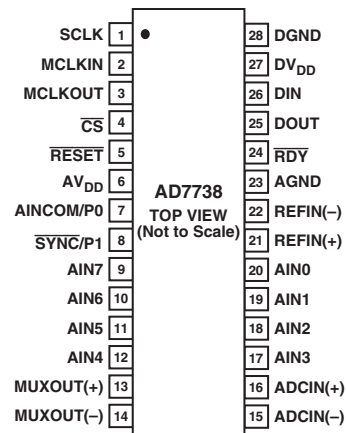 SCLK 1 28 DGND
MCLKIN 2 27 DVDD
MCLKOUT 3 26 DIN
CS 4 25 DOUT
RESET 5 24 RDY
AVDD 6 23 AGND
AINCOM/P0 7 22 REFIN(–)
SYNC/P1 8 21 REFIN(+)
AIN7 9 20 AIN0
AIN6 10 19 AIN1
AIN5 11 18 AIN2
AIN4 12 17 AIN3
MUXOUT(+) 13 16 ADCIN(+)
MUXOUT(–) 14 15 ADCIN(–)
AD7738
TOP VIEW
(Not to Scale)